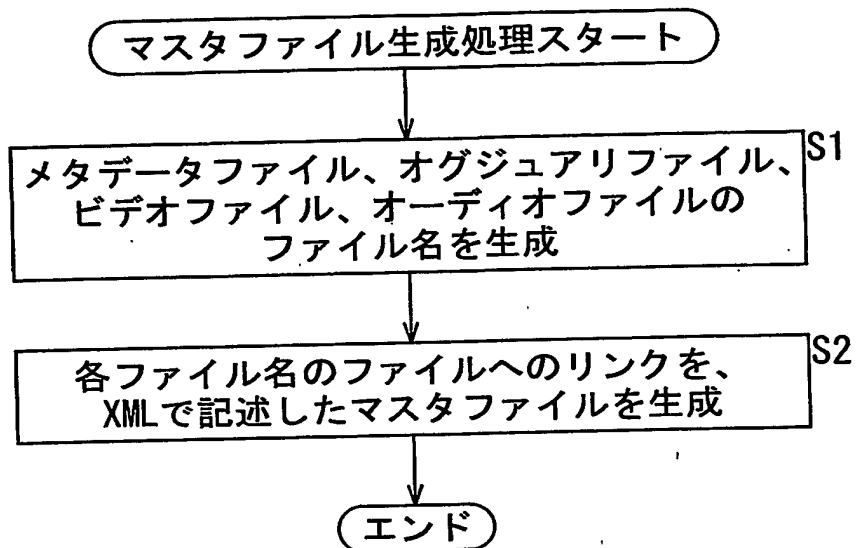 マスタファイル生成処理スタート
S1
メタデータファイル、オグジュアリファイル、
ビデオファイル、オーディオファイルの
ファイル名を生成
S2
各ファイル名のファイルへのリンクを、
XMLで記述したマスタファイルを生成
エンド